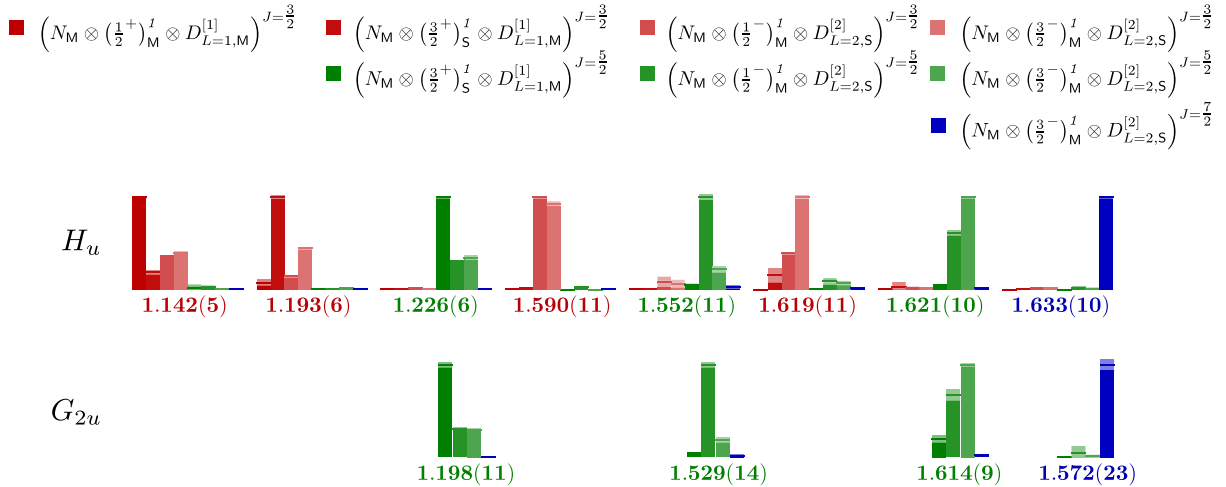 (N_M ⊗ (1/2^+)^1_M ⊗ D^[1]_{L=1,M})^{J=3/2} (N_M ⊗ (3/2^+)^1_S ⊗ D^[1]_{L=1,M})^{J=3/2} (N_M ⊗ (1/2^-)^1_M ⊗ D^[2]_{L=2,S})^{J=3/2} (N_M ⊗ (3/2^-)^1_M ⊗ D^[2]_{L=2,S})^{J=3/2}
(N_M ⊗ (3/2^+)^1_S ⊗ D^[1]_{L=1,M})^{J=5/2} (N_M ⊗ (1/2^-)^1_M ⊗ D^[2]_{L=2,S})^{J=5/2} (N_M ⊗ (3/2^-)^1_M ⊗ D^[2]_{L=2,S})^{J=5/2}
(N_M ⊗ (3/2^-)^1_M ⊗ D^[2]_{L=2,S})^{J=7/2}
H_u
1.142(5) 1.193(6) 1.226(6) 1.590(11) 1.552(11) 1.619(11) 1.621(10) 1.633(10)
G_{2u}
1.198(11) 1.529(14) 1.614(9) 1.572(23)